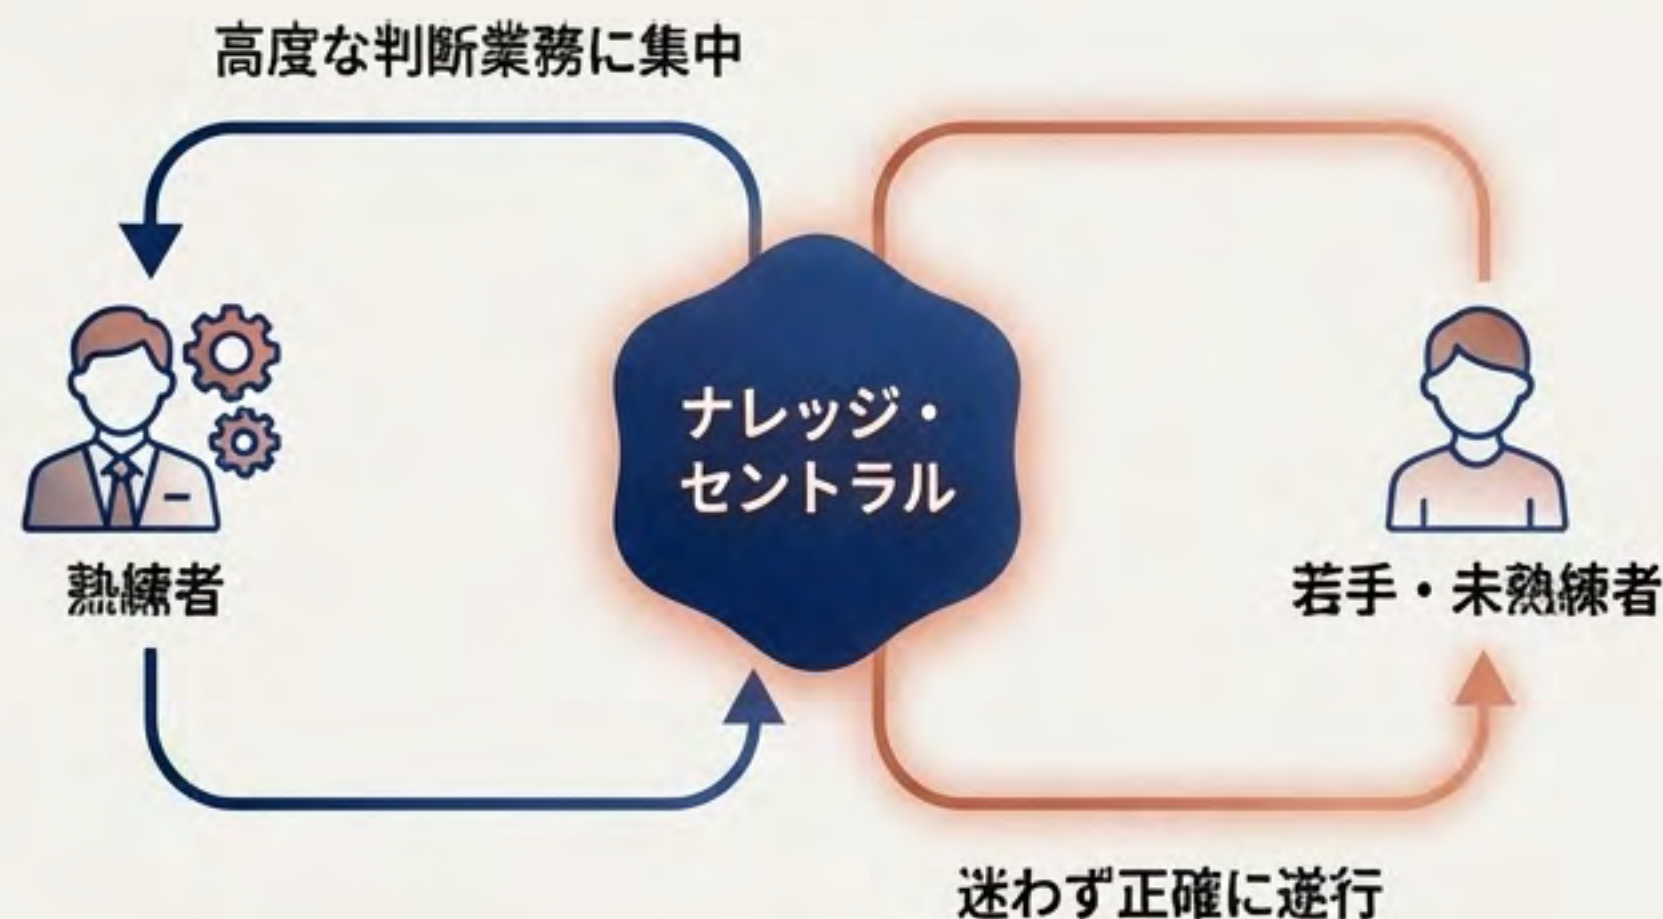 高度な判断業務に集中
ナレッジ・
セントラル
熟練者
若手・未熟練者
迷わず正確に遂行